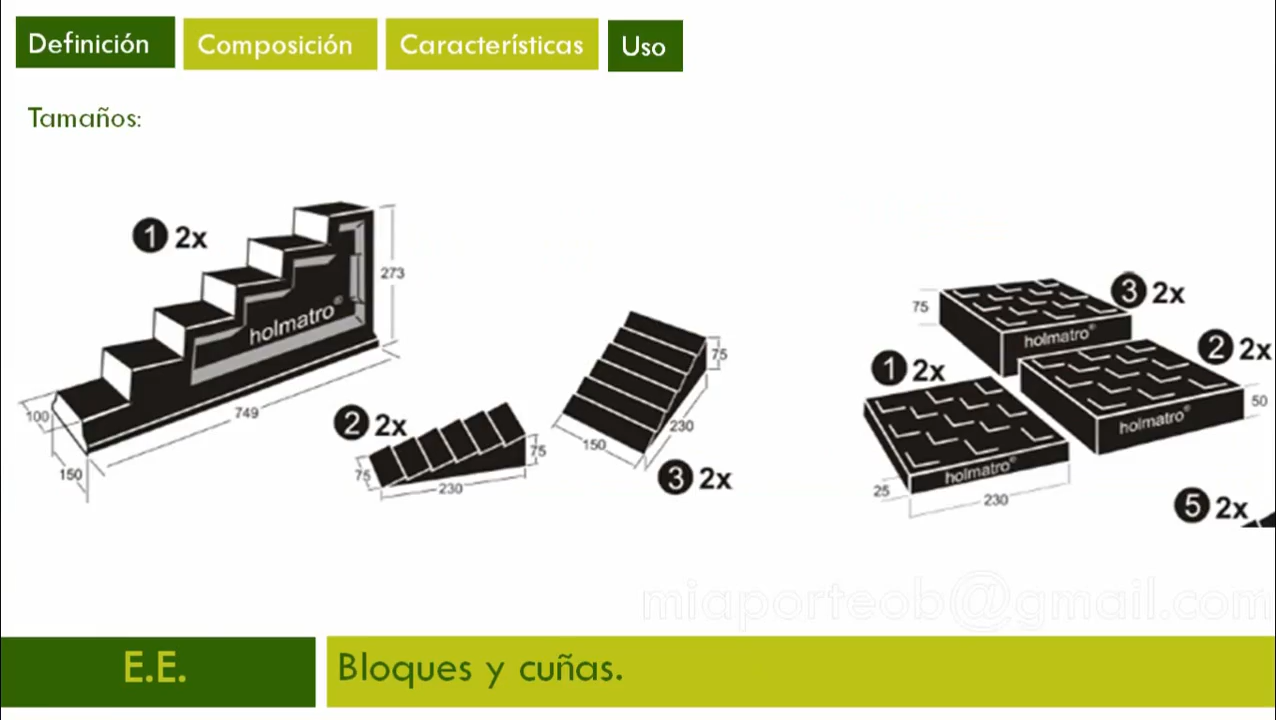 Definición Composición Características Uso
Tamaños:
1 2x
273
holmatro®
100
749
150
2 2x
75
75
230
75
230
150
3 2x
75
3 2x
holmatro®
2 2x
1 2x
50
holmatro®
holmatro®
25
230
5 2x
miaporteob@gmail.com
E.E. Bloques y cuñas.